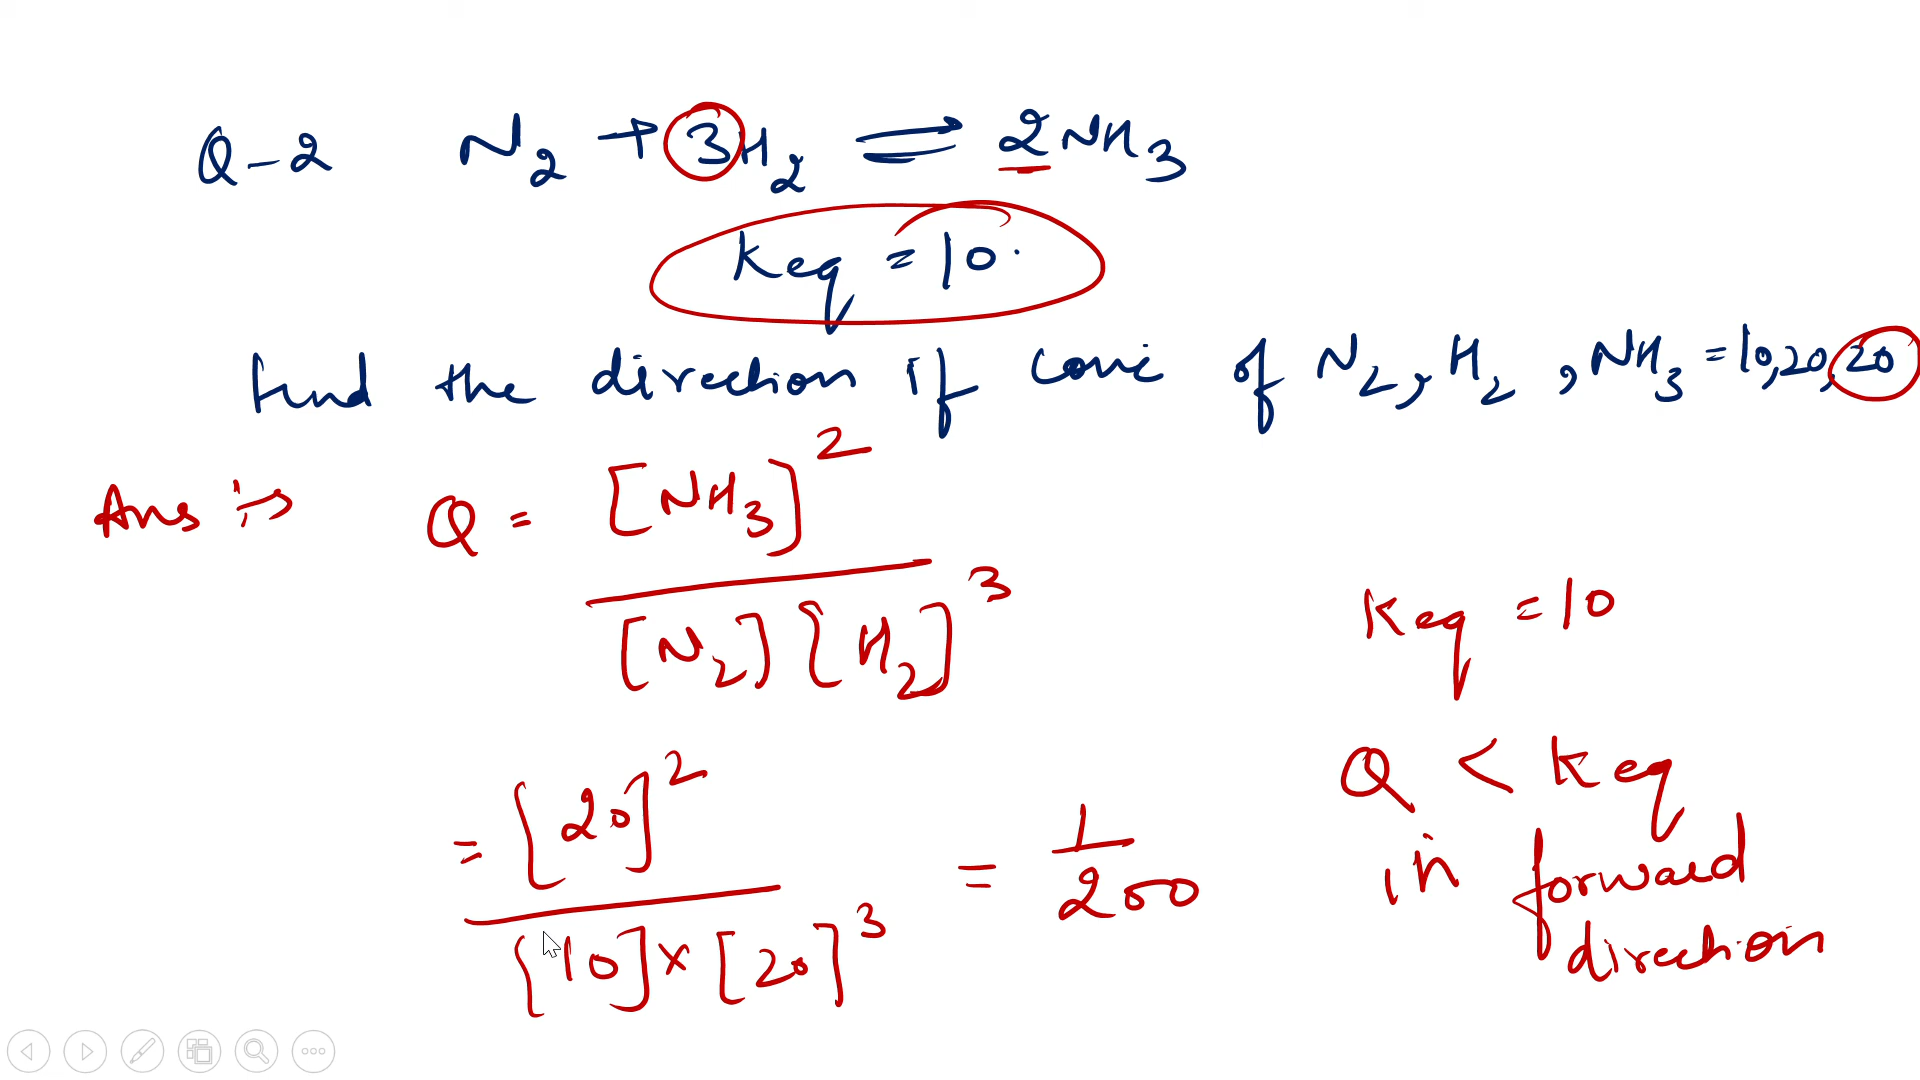 Q-2 N₂ + 3H₂ ⇌ 2NH₃
Keq = 10.
Find the direction if conc of N₂, H₂, NH₃ = 10, 20, 20
Ans :→ Q = [NH₃]² / [N₂] [H₂]³
Keq = 10
= [20]² / [10] × [20]³ = 1/200
Q < Keq
in forward
direction